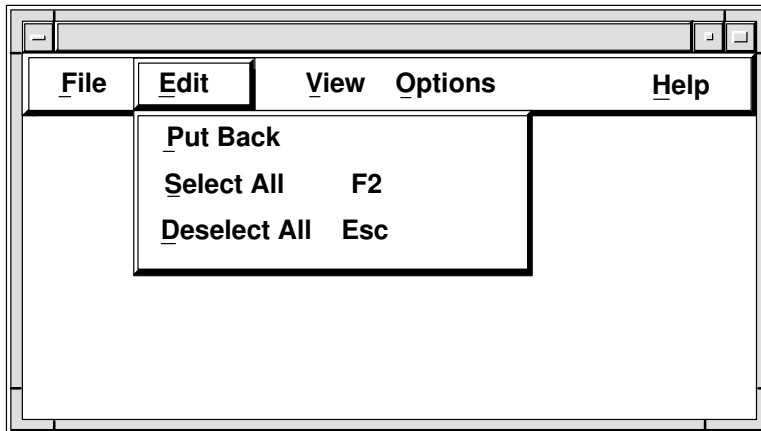 File Edit View Options Help
Put Back
Select All F2
Deselect All Esc